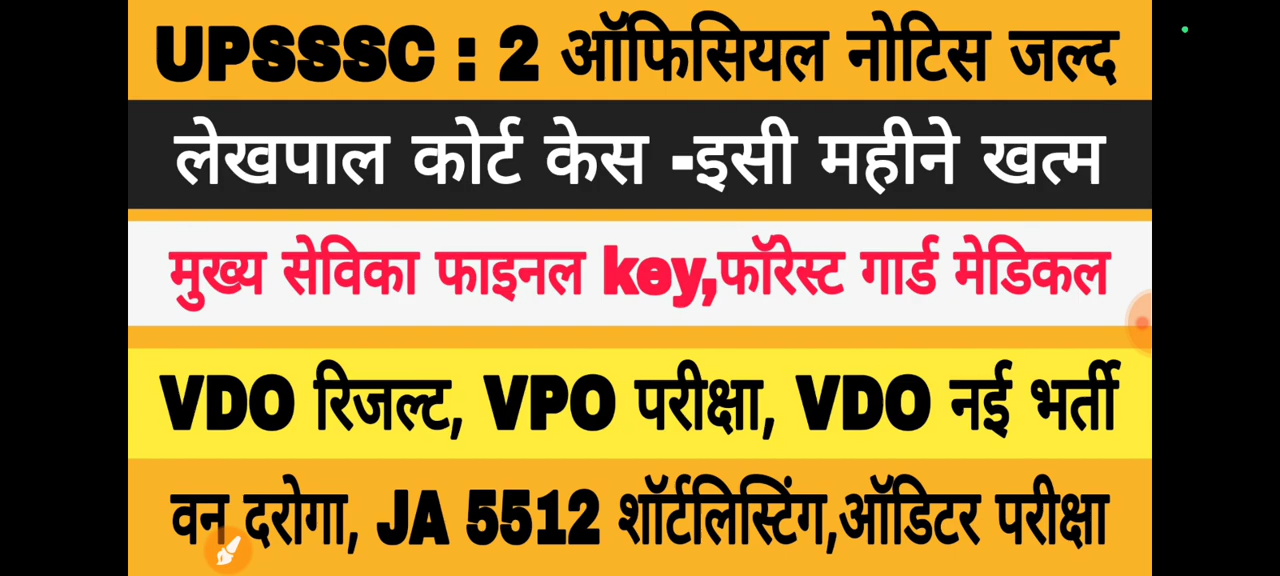 UPSSSC : 2 ऑफिसियल नोटिस जल्द
लेखपाल कोर्ट केस -इसी महीने खत्म
मुख्य सेविका फाइनल key,फॉरेस्ट गार्ड मेडिकल
VDO रिजल्ट, VPO परीक्षा, VDO नई भर्ती
वन दरोगा, JA 5512 शॉर्टलिस्टिंग,ऑडिटर परीक्षा